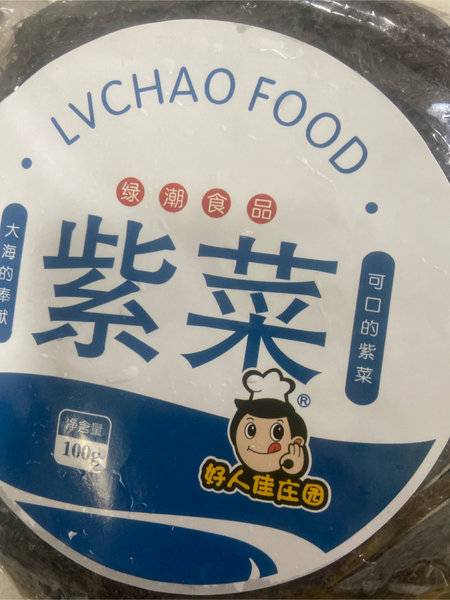 LVCHAO FOOD
绿潮食品
大海的奉献
紫菜
可口的紫菜
®
净含量
100g
好人佳庄园